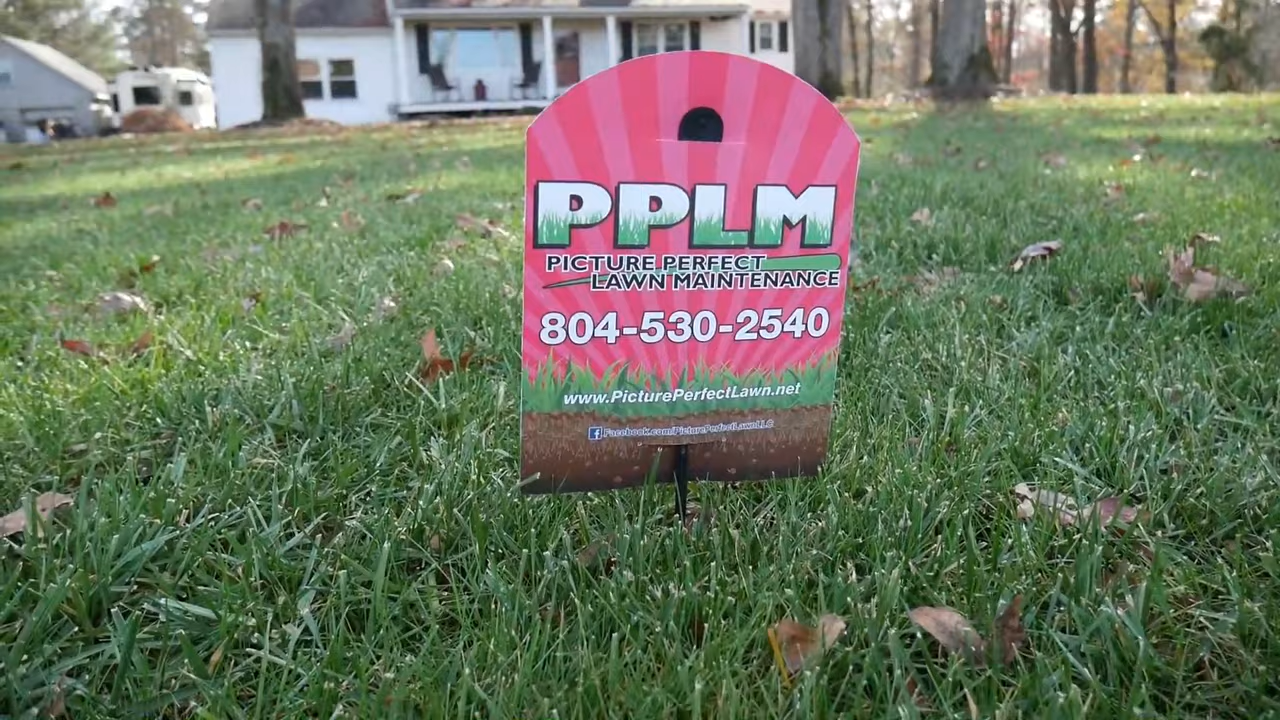 PPLM
PICTURE PERFECT
LAWN MAINTENANCE
804-530-2540
www.PicturePerfectLawn.net
f Facebook.com/PicturePerfectLawnLLC